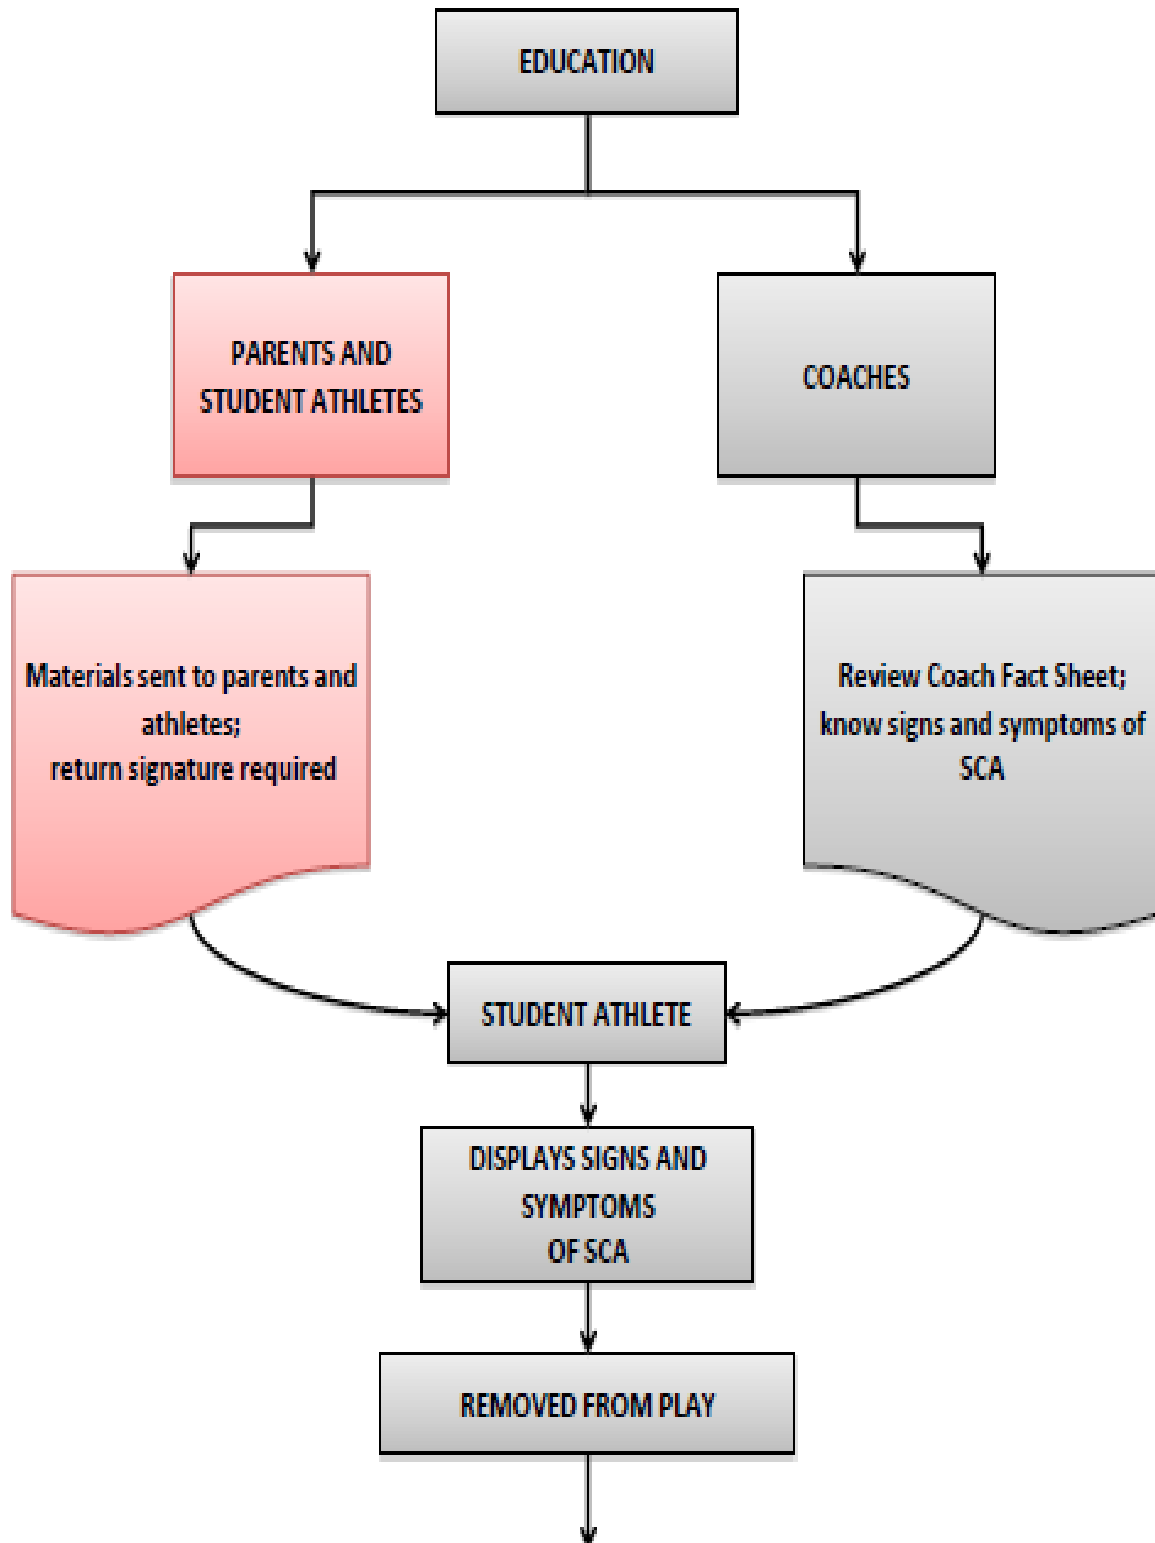 EDUCATION
PARENTS AND
STUDENT ATHLETES
COACHES
Materials sent to parents and
athletes;
return signature required
Review Coach Fact Sheet;
know signs and symptoms of
SCA
STUDENT ATHLETE
DISPLAYS SIGNS AND
SYMPTOMS
OF SCA
REMOVED FROM PLAY